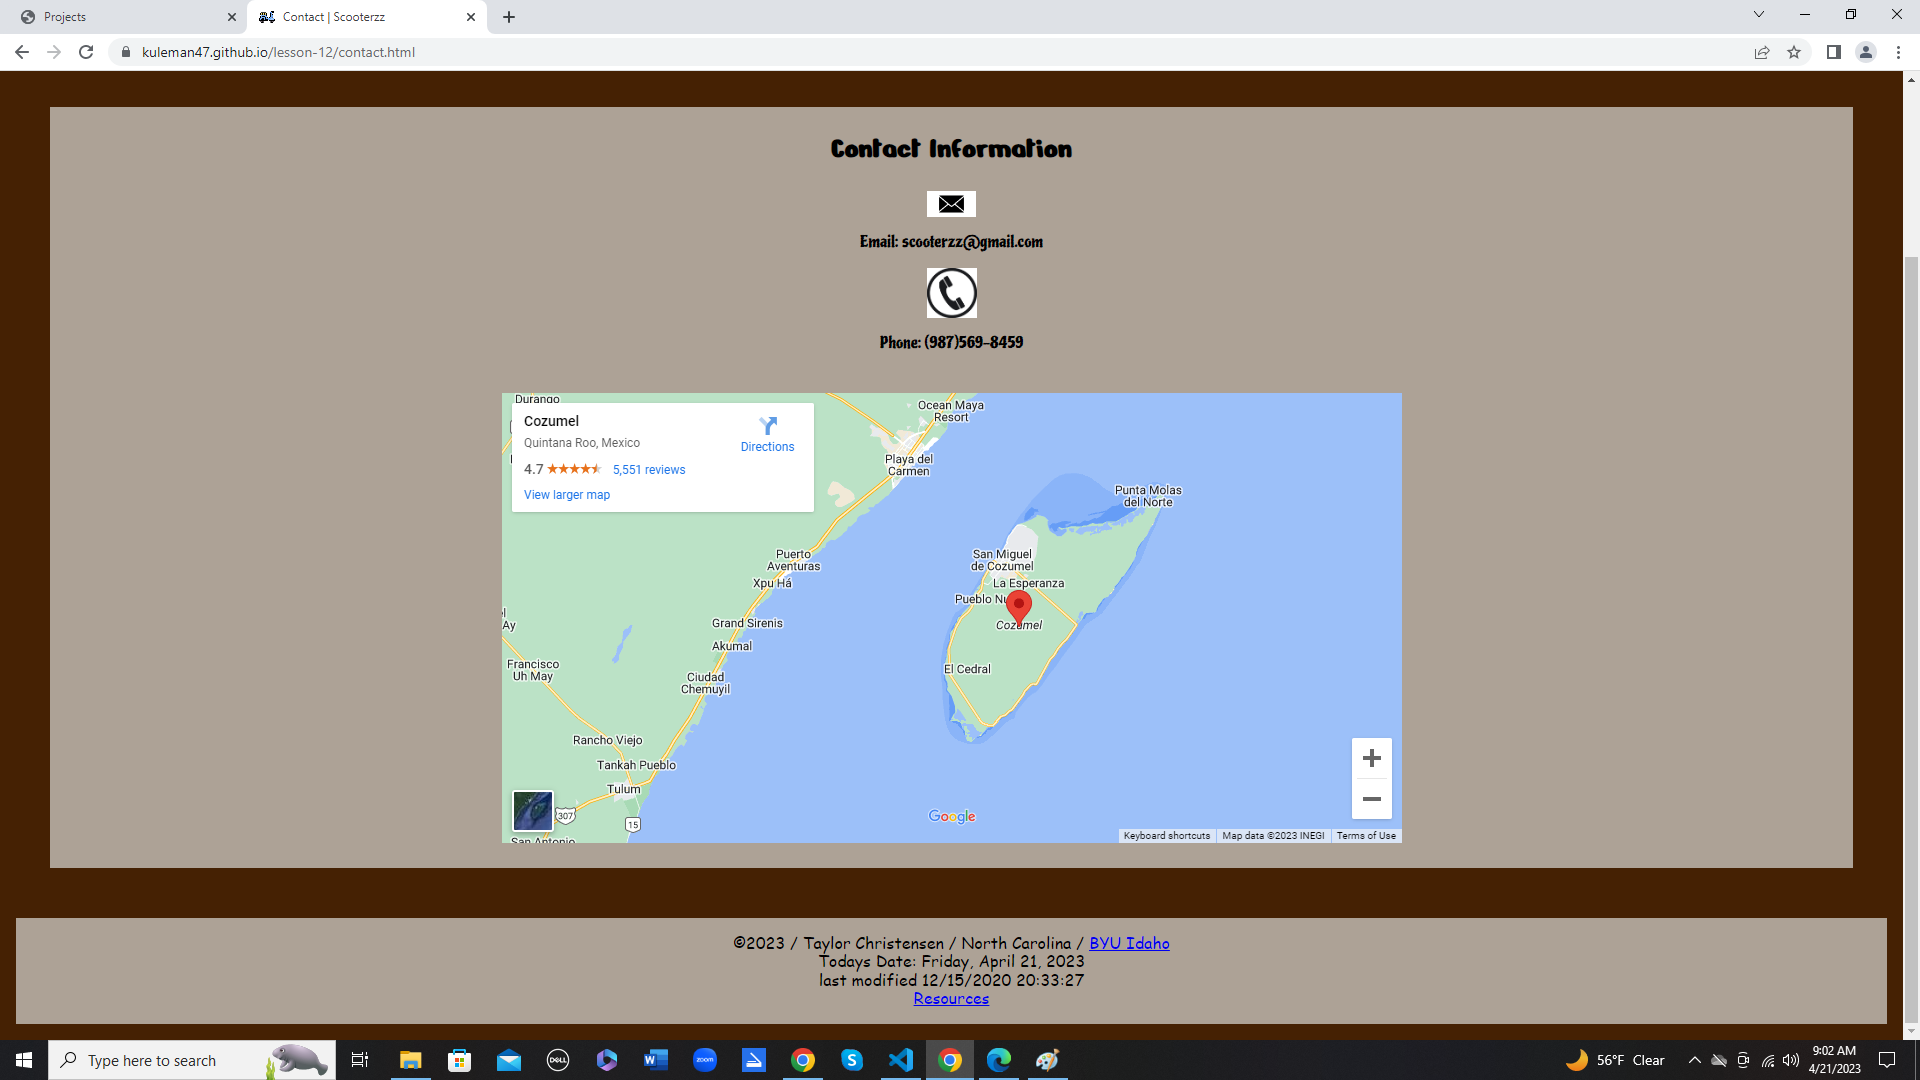 Projects
Contact | Scooterzz
kuleman47.github.io/lesson-12/contact.html
Contact Information
Email: scooterzz@gmail.com
Phone: (987)569-8459
Durango
Cozumel
Quintana Roo, Mexico
Directions
4.7
5,551 reviews
View larger map
Ocean Maya
Resort
Playa del
Carmen
Punta Molas
del Norte
Puerto
Aventuras
Xpu Há
San Miguel
de Cozumel
La Esperanza
Pueblo Nu
Cozumel
Grand Sirenis
Akumal
El Cedral
Ay
Francisco
Uh May
Ciudad
Chemuyil
Rancho Viejo
Tankah Pueblo
Tulum
307
15
San Antonio
Google
Keyboard shortcuts
Map data ©2023 INEGI
Terms of Use
©2023 / Taylor Christensen / North Carolina / BYU Idaho
Todays Date: Friday, April 21, 2023
last modified 12/15/2020 20:33:27
Resources
Type here to search
DELL
zoom
56°F Clear
9:02 AM
4/21/2023